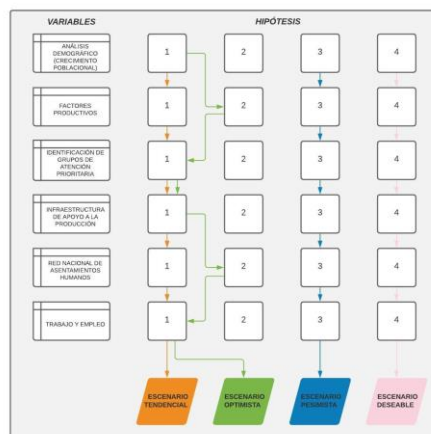 VARIABLES
HIPÓTESIS
ANÁLISIS
DEMOGRÁFICO
(CRECIMIENTO
POBLACIONAL)
1
2
3
4
FACTORES
PRODUCTIVOS
1
2
3
4
IDENTIFICACIÓN DE
GRUPOS DE
ATENCIÓN
PRIORITARIA
1
2
3
4
INFRAESTRUCTURA
DE APOYO A LA
PRODUCCIÓN
1
2
3
4
RED NACIONAL DE
ASENTAMIENTOS
HUMANOS
1
2
3
4
TRABAJO Y EMPLEO
1
2
3
4
ESCENARIO
TENDENCIAL
ESCENARIO
OPTIMISTA
ESCENARIO
PESIMISTA
ESCENARIO
DESEABLE